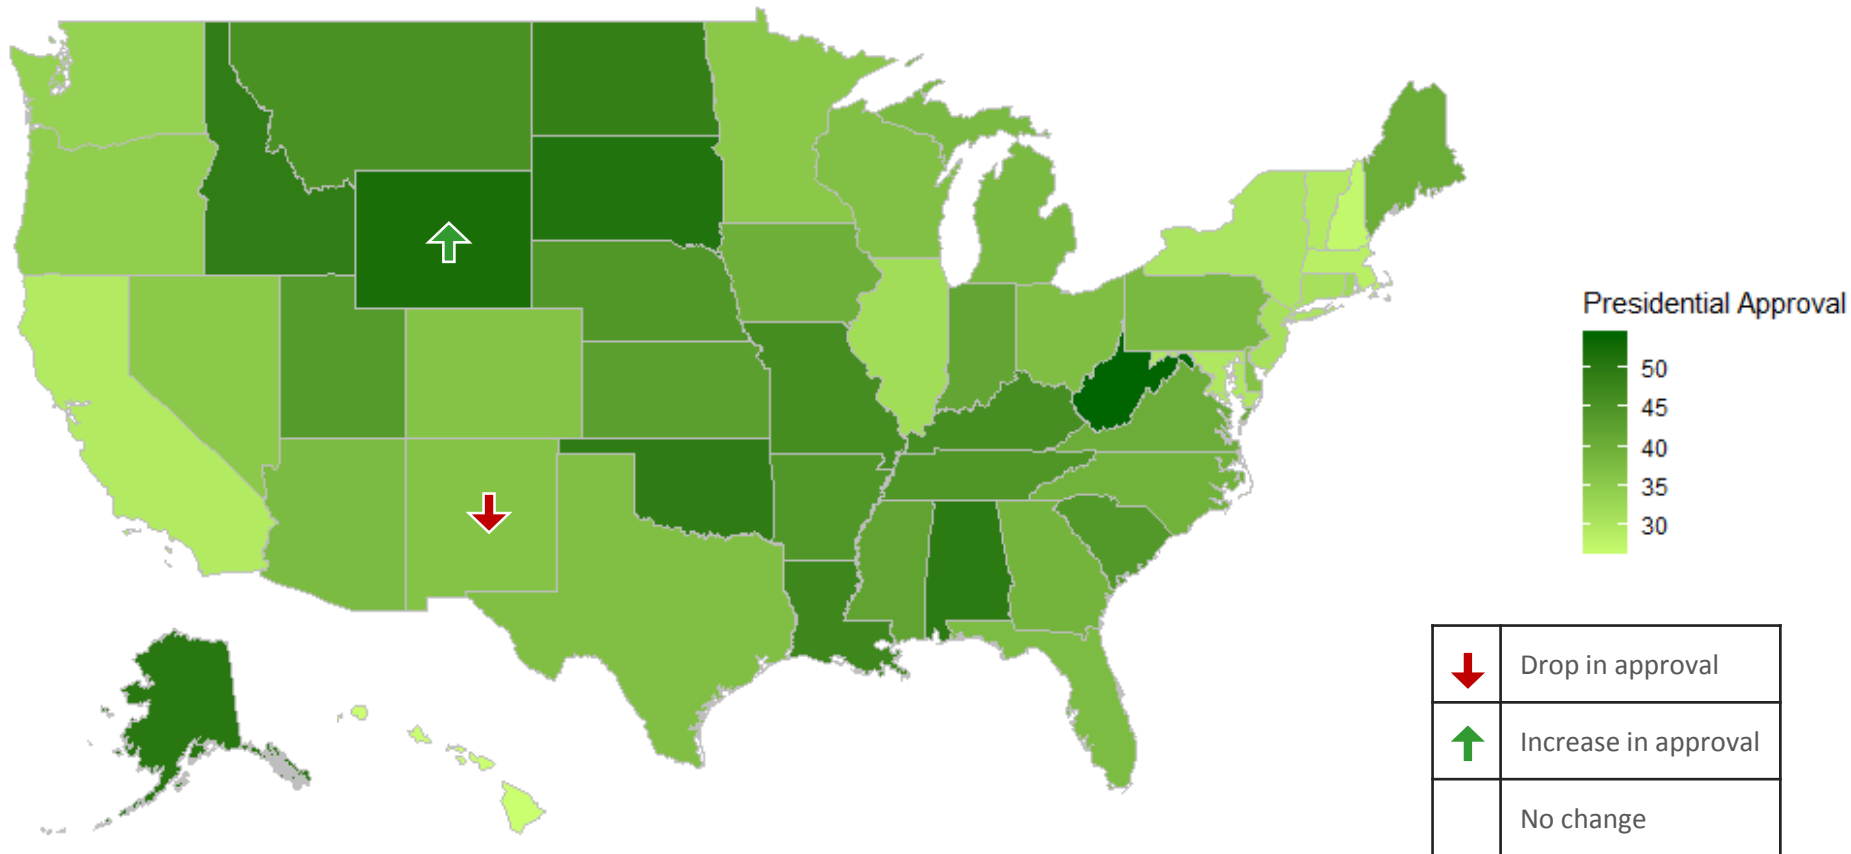 Presidential Approval
50
45
40
35
30
Drop in approval
Increase in approval
No change